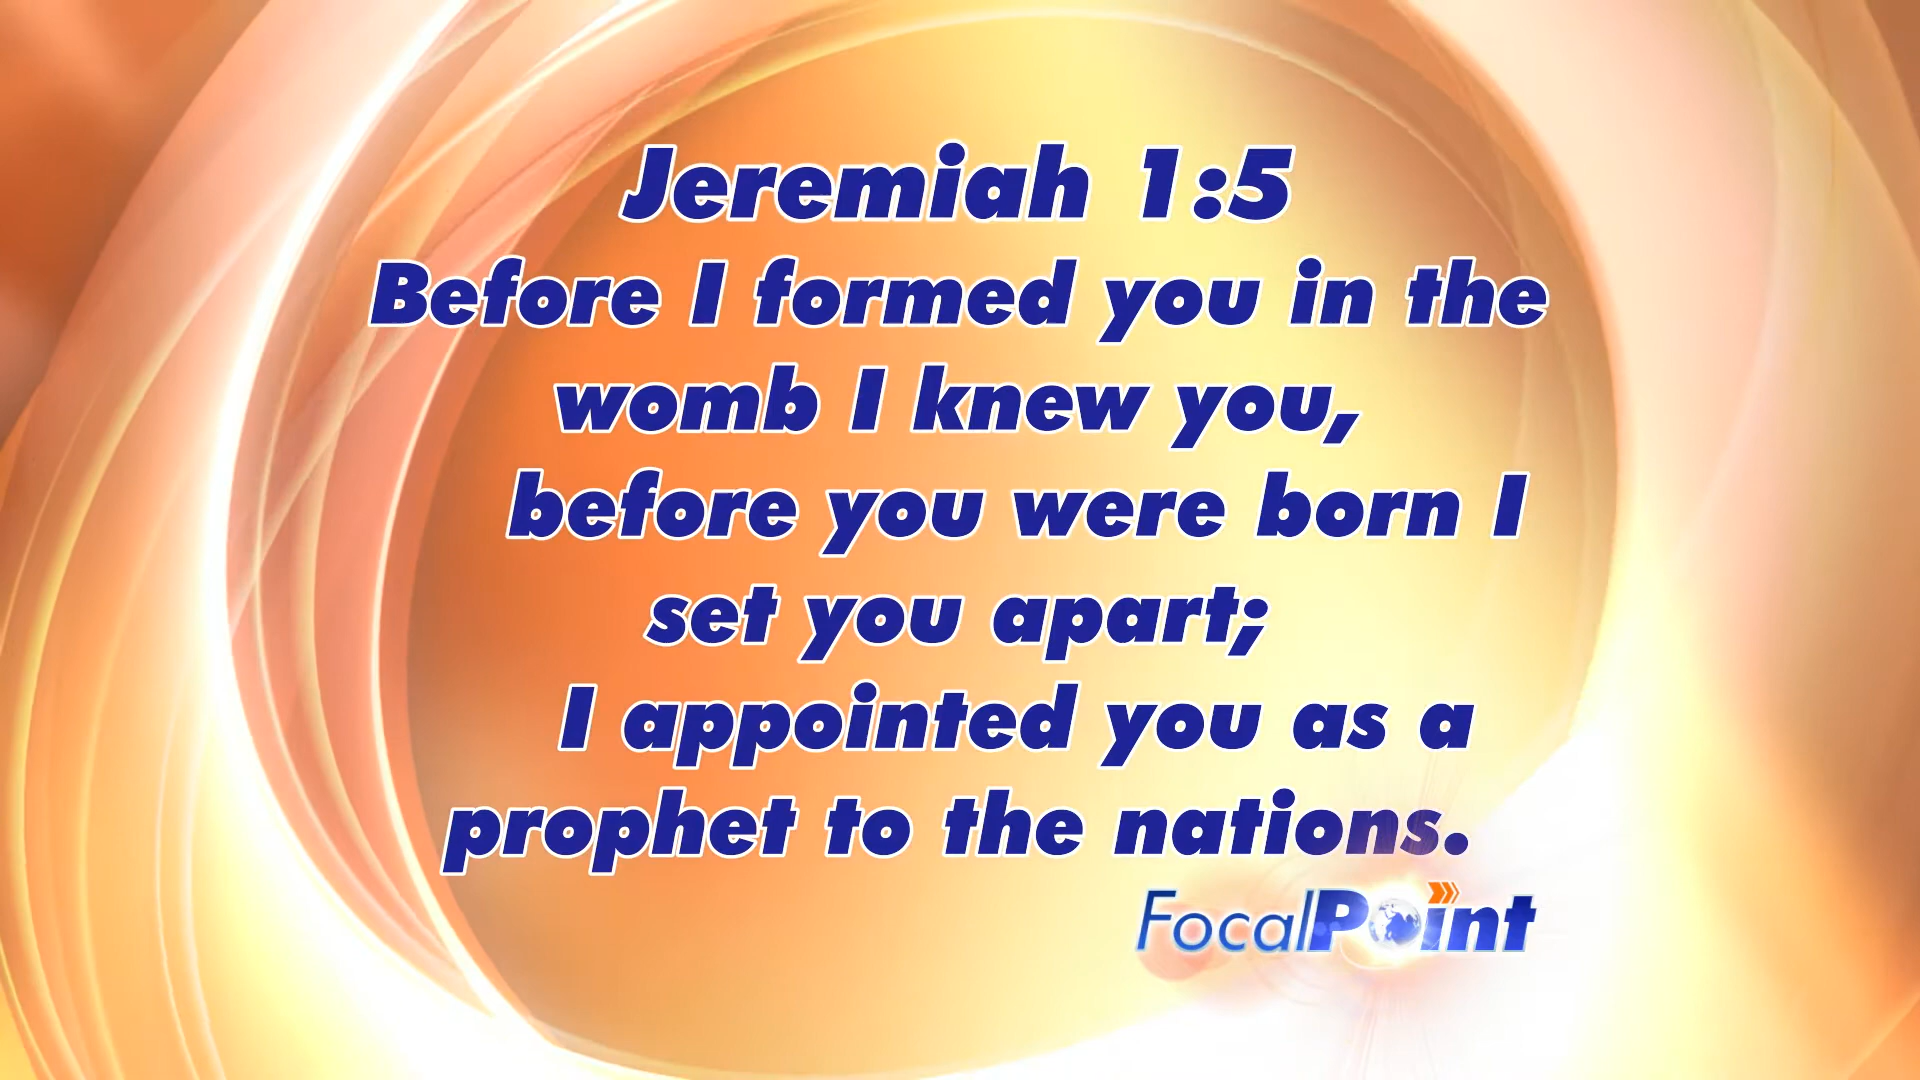 Jeremiah 1:5
Before I formed you in the
womb I knew you,
before you were born I
set you apart;
I appointed you as a
prophet to the nations.
FocalPoint